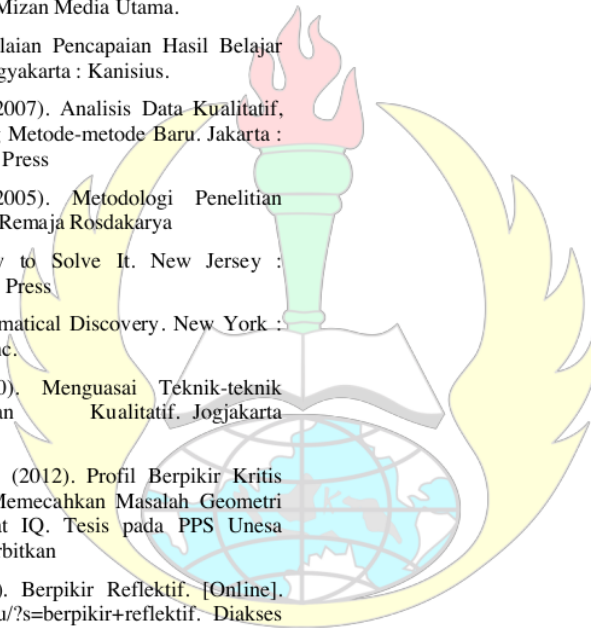 Mizan Media Utama.
laian Pencapaian Hasil Belajar
gyakarta : Kanisius.
2007). Analisis Data Kualitatif,
Metode-metode Baru. Jakarta :
Press
2005). Metodologi Penelitian
Remaja Rosdakarya
to Solve It. New Jersey :
Press
matical Discovery. New York :
nc.
0). Menguasai Teknik-teknik
an Kualitatif. Jogjakarta
(2012). Profil Berpikir Kritis
Memecahkan Masalah Geometri
at IQ. Tesis pada PPS Unesa
rbitkan
). Berpikir Reflektif. [Online].
u/?s=berpikir+reflektif. Diakses